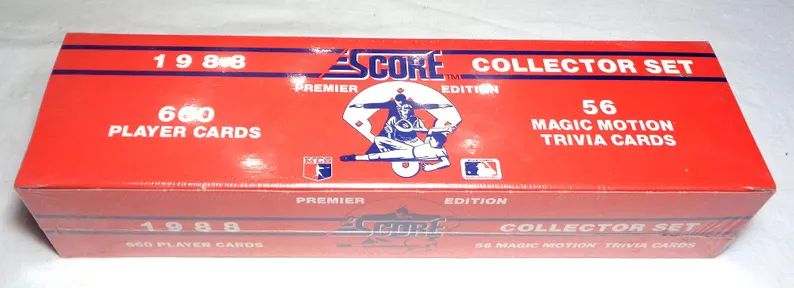 1988 SCORE™ COLLECTOR SET
PREMIER EDITION
660
PLAYER CARDS
56
MAGIC MOTION
TRIVIA CARDS
PREMIER EDITION
1988 SCORE COLLECTOR SET
660 PLAYER CARDS 56 MAGIC MOTION TRIVIA CARDS